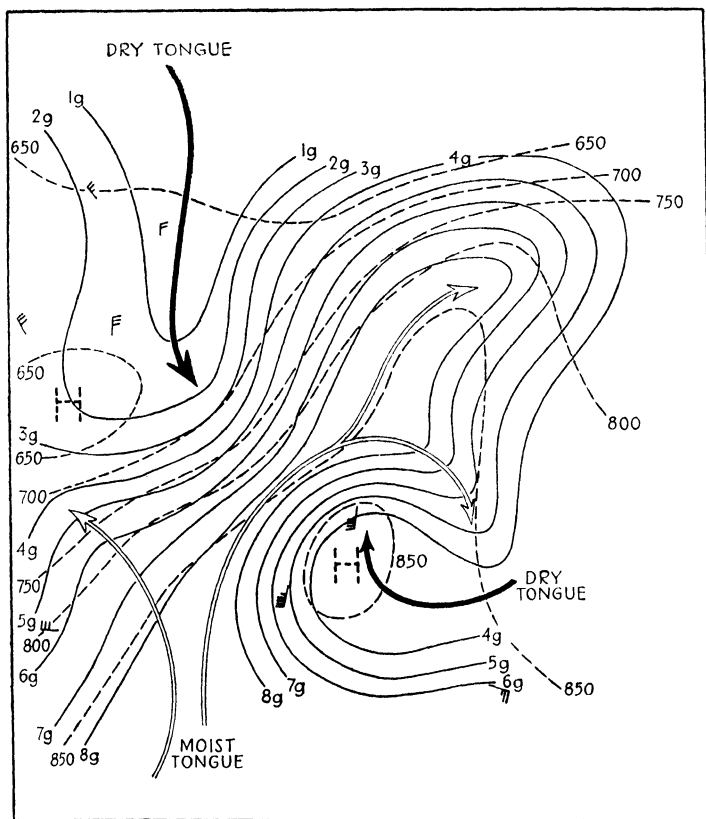 DRY TONGUE
1g
2g
650
1g
2g
3g
4g
650
700
750
F
650
H
800
3g
650
700
4g
750
850
H
DRY
TONGUE
5g
800
4g
6g
5g
6g
850
7g
8g
7g
850
8g
MOIST
TONGUE